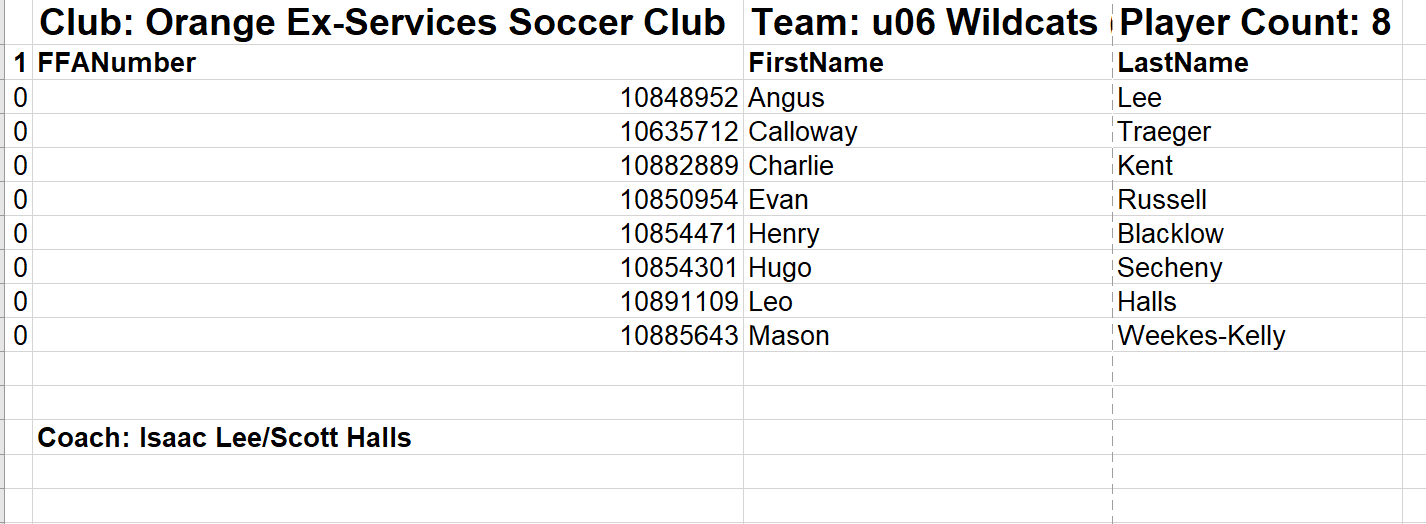 Club: Orange Ex-Services Soccer Club Team: u06 Wildcats Player Count: 8
1 FFANumber FirstName LastName
0 10848952 Angus Lee
0 10635712 Calloway Traeger
0 10882889 Charlie Kent
0 10850954 Evan Russell
0 10854471 Henry Blacklow
0 10854301 Hugo Secheny
0 10891109 Leo Halls
0 10885643 Mason Weekes-Kelly
Coach: Isaac Lee/Scott Halls